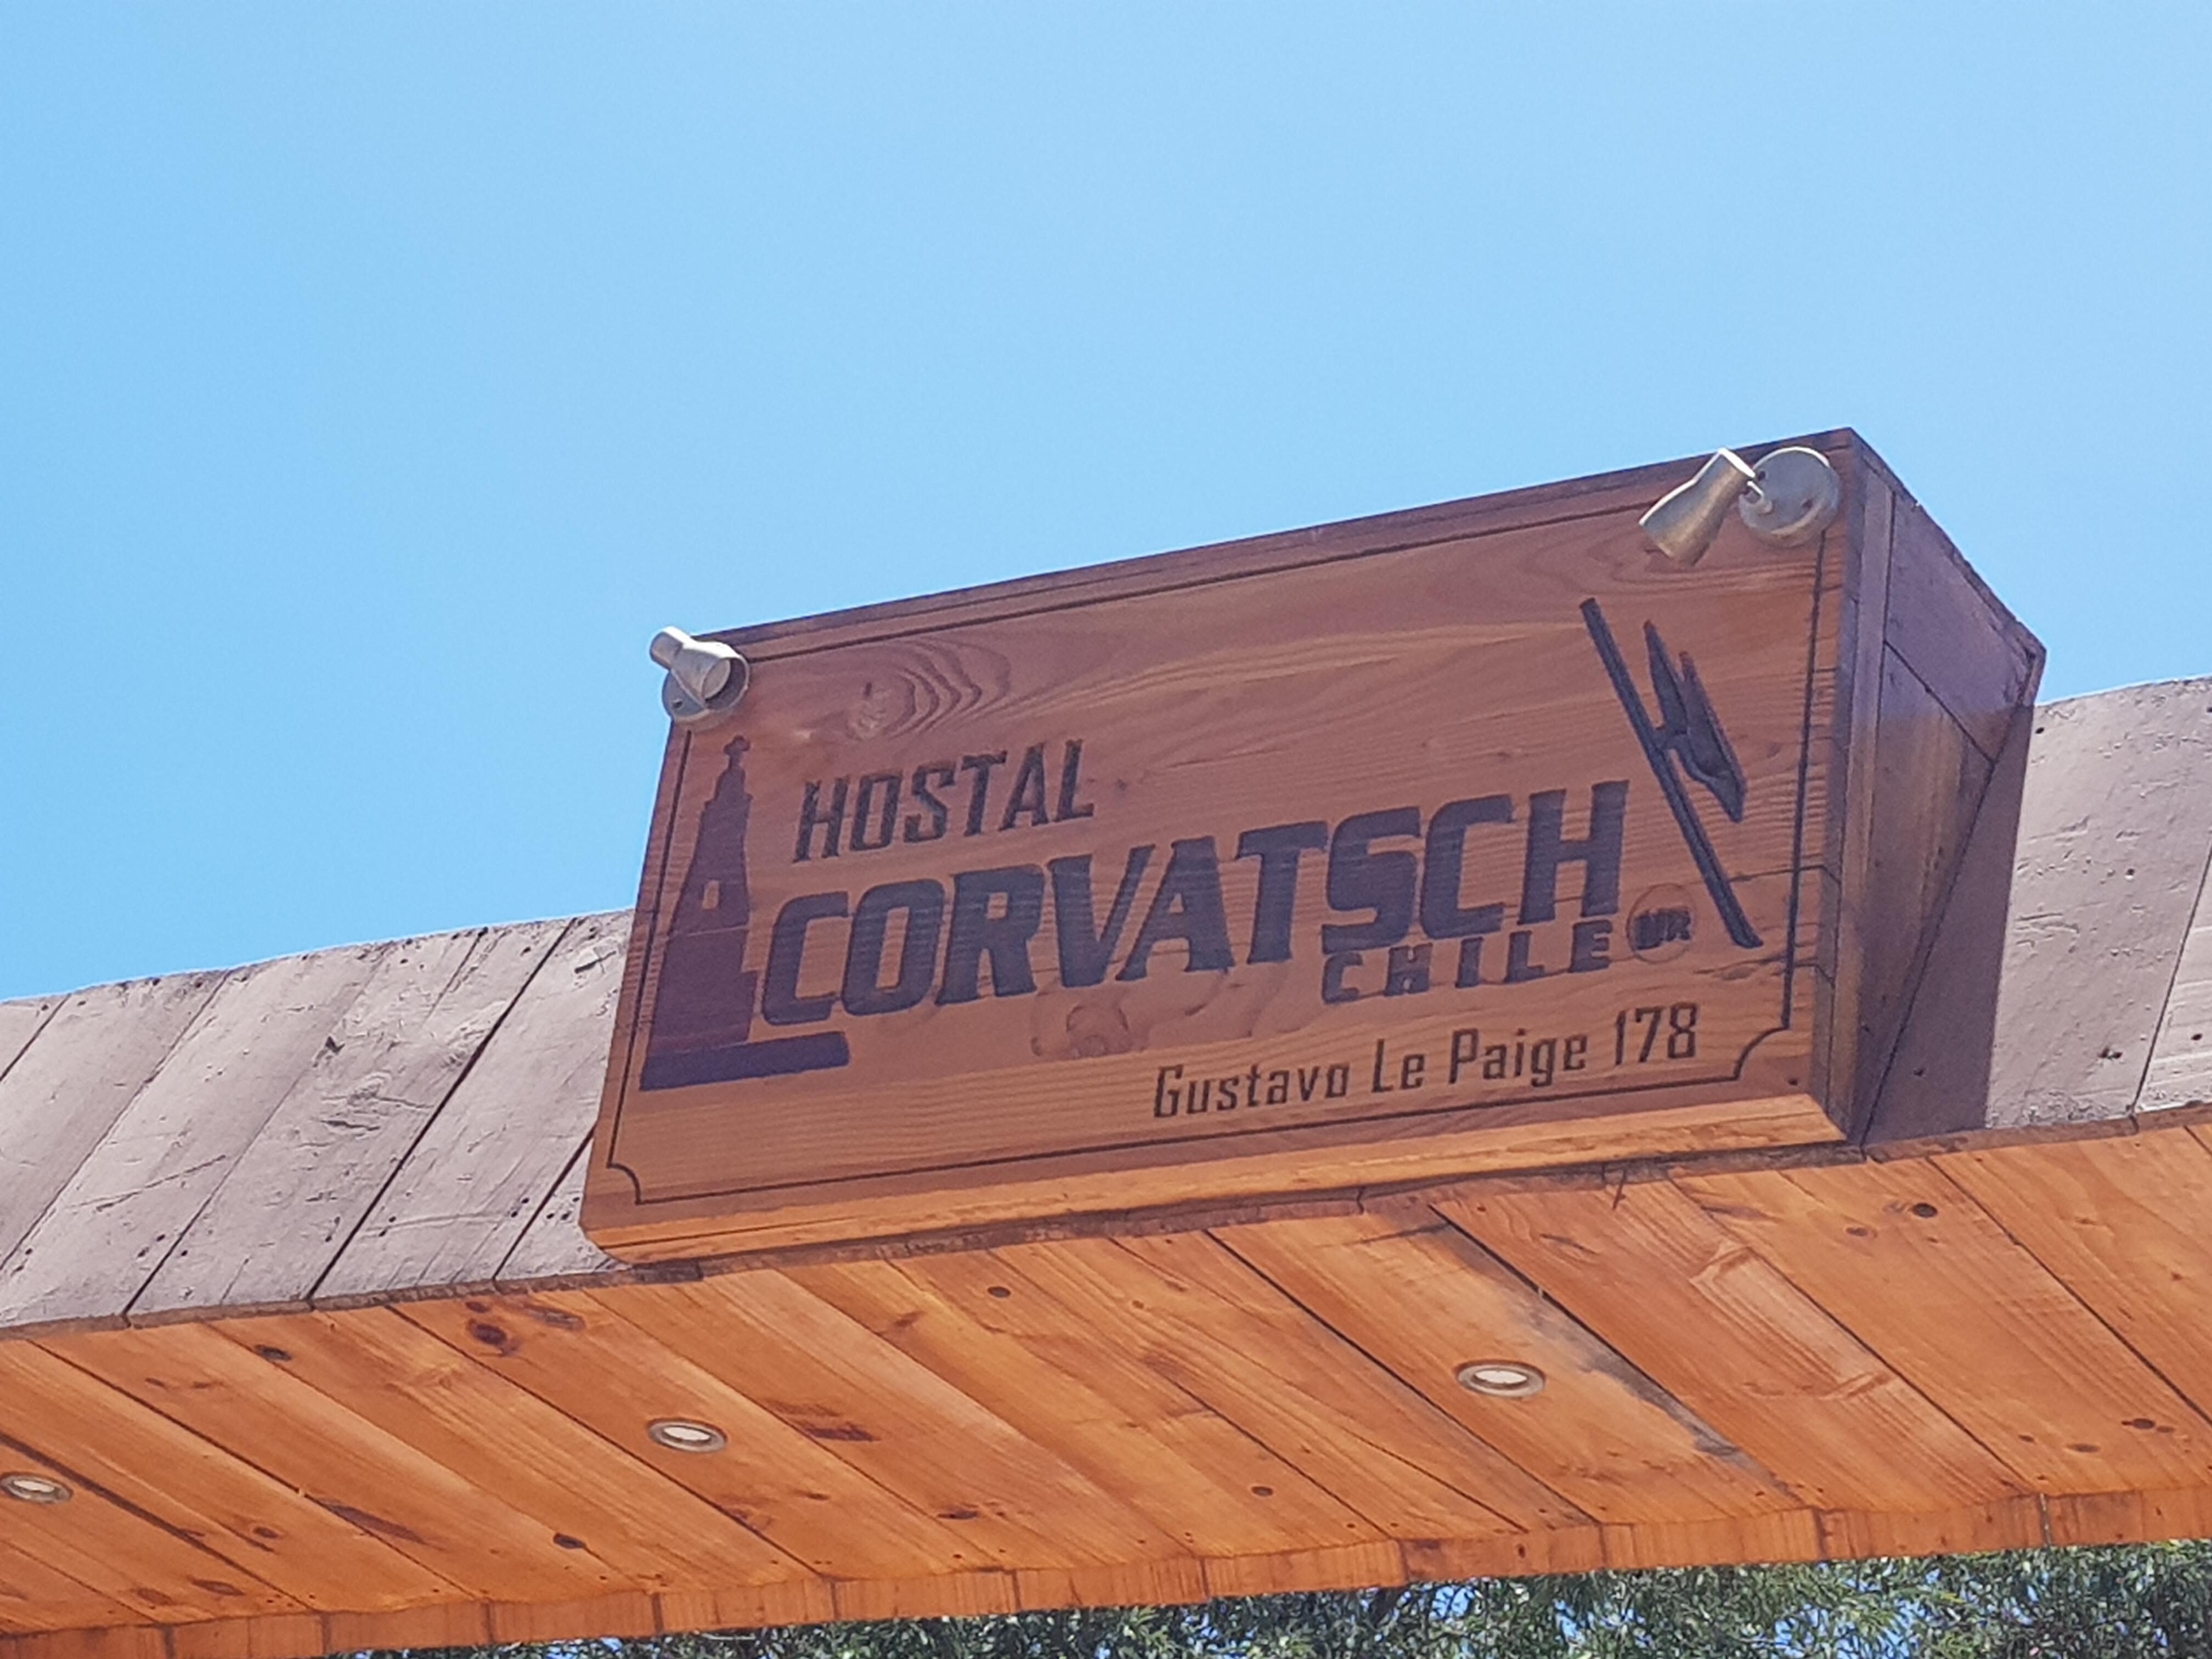 HOSTAL
CORVATSCH
CHILE
Gustavo Le Paige 178